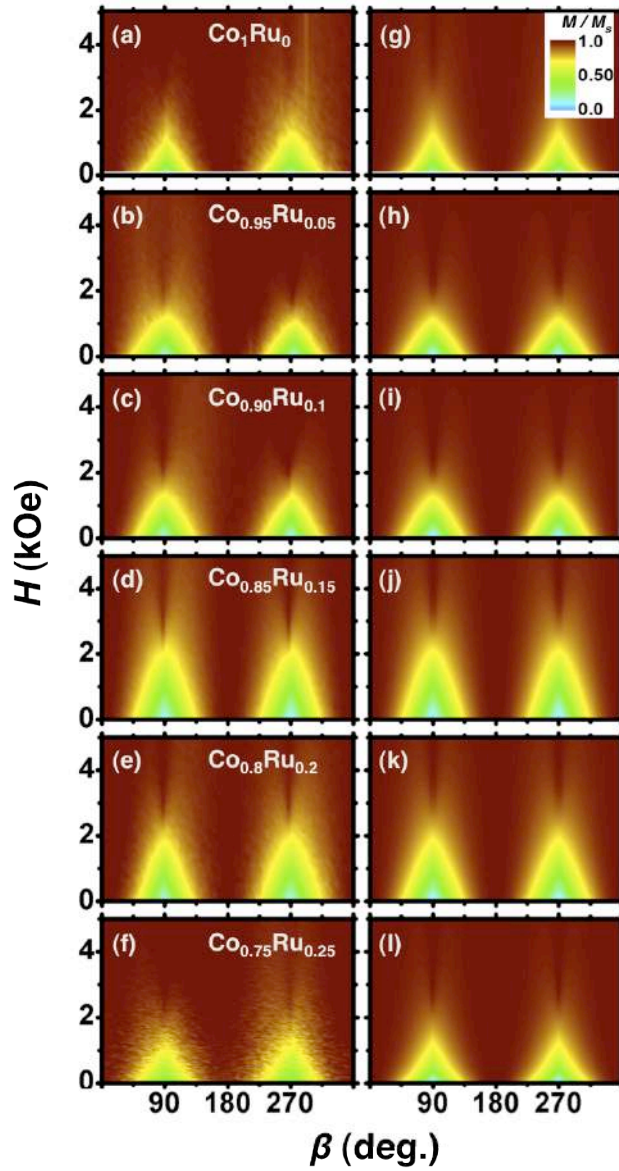 (a) Co1Ru0 (g) M / Ms
1.0
0.50
0.0
4
2
0
(b) Co0.95Ru0.05 (h)
4
2
0
(c) Co0.90Ru0.1 (i)
4
2
0
(d) Co0.85Ru0.15 (j)
4
2
0
(e) Co0.8Ru0.2 (k)
4
2
0
(f) Co0.75Ru0.25 (l)
4
2
0
H (kOe)
90 180 270 90 180 270
β (deg.) β (deg.)